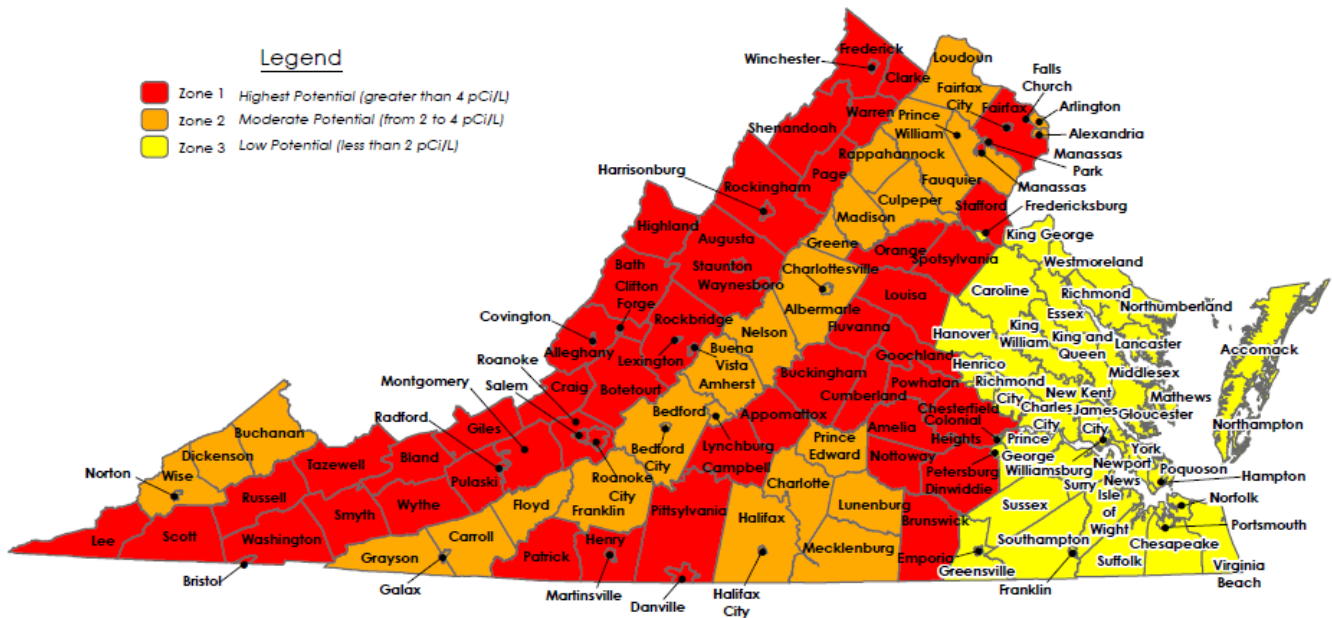 Legend
Zone 1 Highest Potential (greater than 4 pCi/L)
Zone 2 Moderate Potential (from 2 to 4 pCi/L)
Zone 3 Low Potential (less than 2 pCi/L)
Frederick
Winchester
Clarke
Loudoun
Falls
Church
Fairfax
City
Fairfax
Arlington
Warren
Prince
William
Alexandria
Shenandoah
Manassas
Park
Rappahannock
Page
Harrisonburg
Rockingham
Fauquier
Manassas
Culpeper
Stafford
Fredericksburg
Highland
Madison
King George
Augusta
Greene
Orange
Spotsylvania
Westmoreland
Bath
Staunton
Charlottesville
Clifton
Forge
Waynesboro
Caroline
Richmond
Albermarle
Louisa
Northumberland
Essex
Covington
Rockbridge
Fluvanna
Nelson
Hanover
King
William
King and
Queen
Lancaster
Accomack
Alleghany
Lexington
Buena
Vista
Goochland
Henrico
Roanoke
Montgomery
Salem
Craig
Botetourt
Amherst
Buckingham
Powhatan
Cumberland
Richmond
City
New Kent
Middlesex
Mathews
Radford
Giles
Bedford
Appomattox
Chesterfield
Charles
City
James
City
Gloucester
Northampton
Buchanan
Dickenson
Bland
Lynchburg
Amelia
Colonial
Heights
Prince
George
Prince
Edward
Nottoway
York
Tazewell
Bedford
City
Campbell
Petersburg
Williamsburg
Newport
News
Poquoson
Hampton
Norton
Wise
Pulaski
Roanoke
City
Charlotte
Dinwiddie
Surry
Russell
Wythe
Smyth
Floyd
Franklin
Pittsylvania
Halifax
Lunenburg
Brunswick
Sussex
Isle
of
Wight
Norfolk
Portsmouth
Lee
Scott
Washington
Carroll
Patrick
Henry
Mecklenburg
Southampton
Chesapeake
Grayson
Emporia
Greensville
Suffolk
Virginia
Beach
Bristol
Galax
Martinsville
Danville
Halifax
City
Franklin